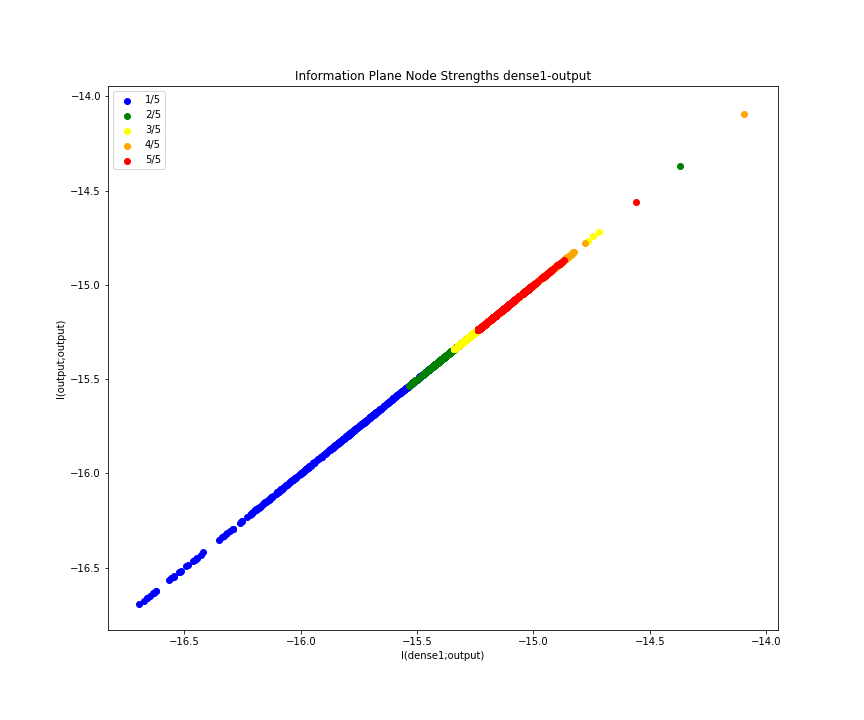 Information Plane Node Strengths dense1-output
−14.0
−14.5
−15.0
−15.5
−16.0
−16.5
I(output;output)
1/5
2/5
3/5
4/5
5/5
−16.5 −16.0 −15.5 −15.0 −14.5 −14.0
I(dense1;output)